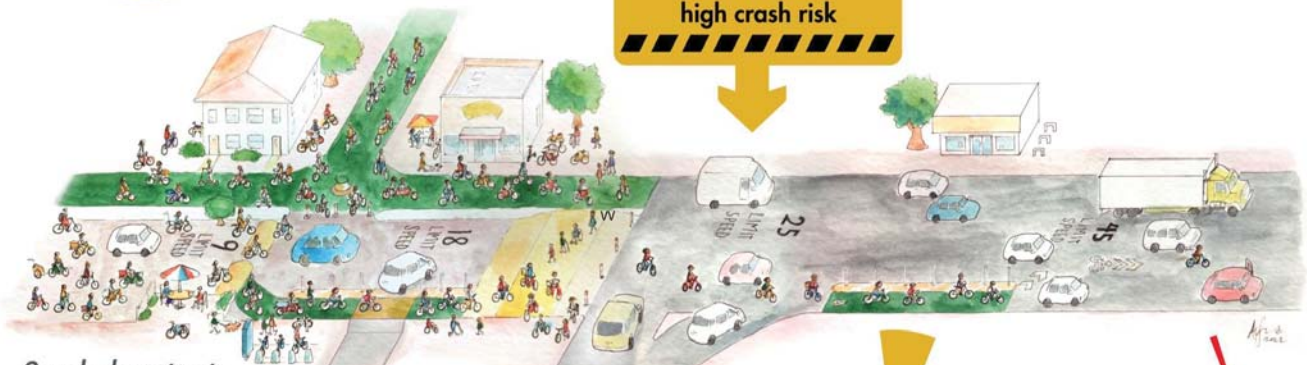 high crash risk
LIMIT
SPEED
9
LIMIT
SPEED
18
W
LIMIT
SPEED
25
LIMIT
SPEED
45